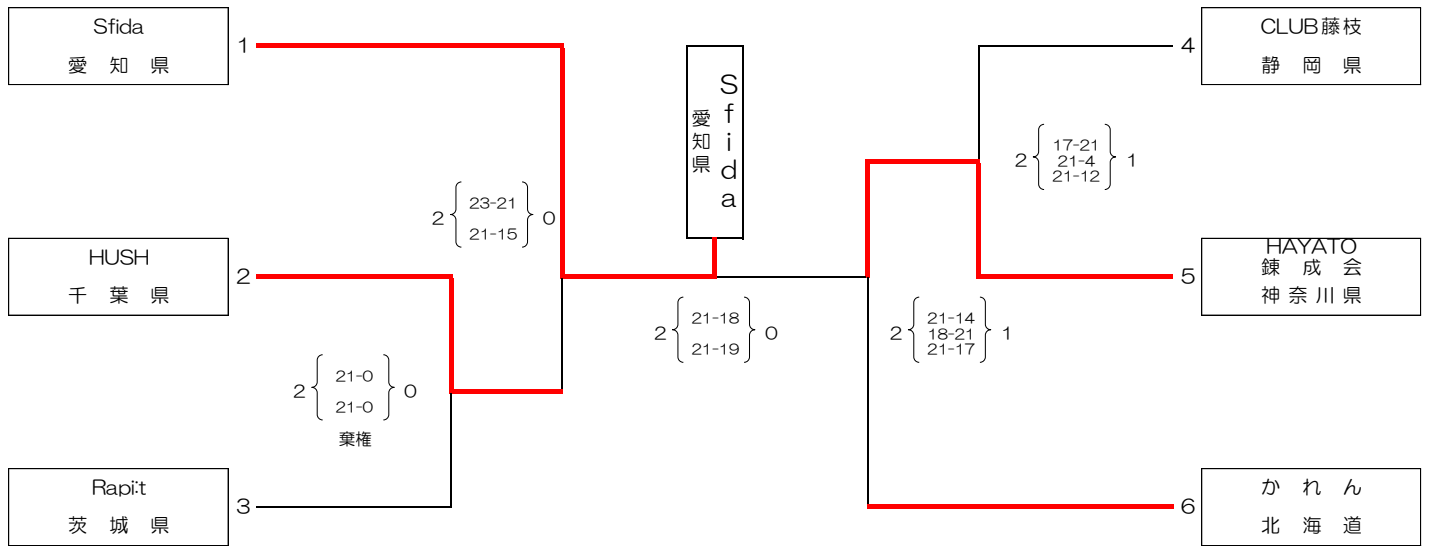 Sfida
愛知県
1
HUSH
千葉県
2
Rapi:t
茨城県
3
2 23-21 0
21-15
2 21-0 0
21-0
棄権
Sfida
愛知県
2 21-18 0
21-19
CLUB藤枝
静岡県
4
HAYATO
錬成会
神奈川県
5
かれん
北海道
6
17-21
2 21-4 1
21-12
21-14
2 18-21 1
21-17